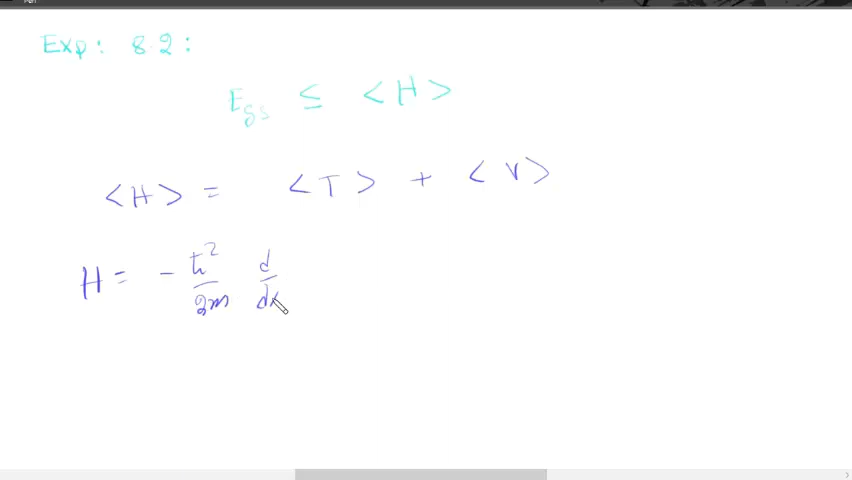 Exp: 8.2:
E_gs ≤ <H>
<H> = <T> + <V>
H = - ħ²/2m d/dx